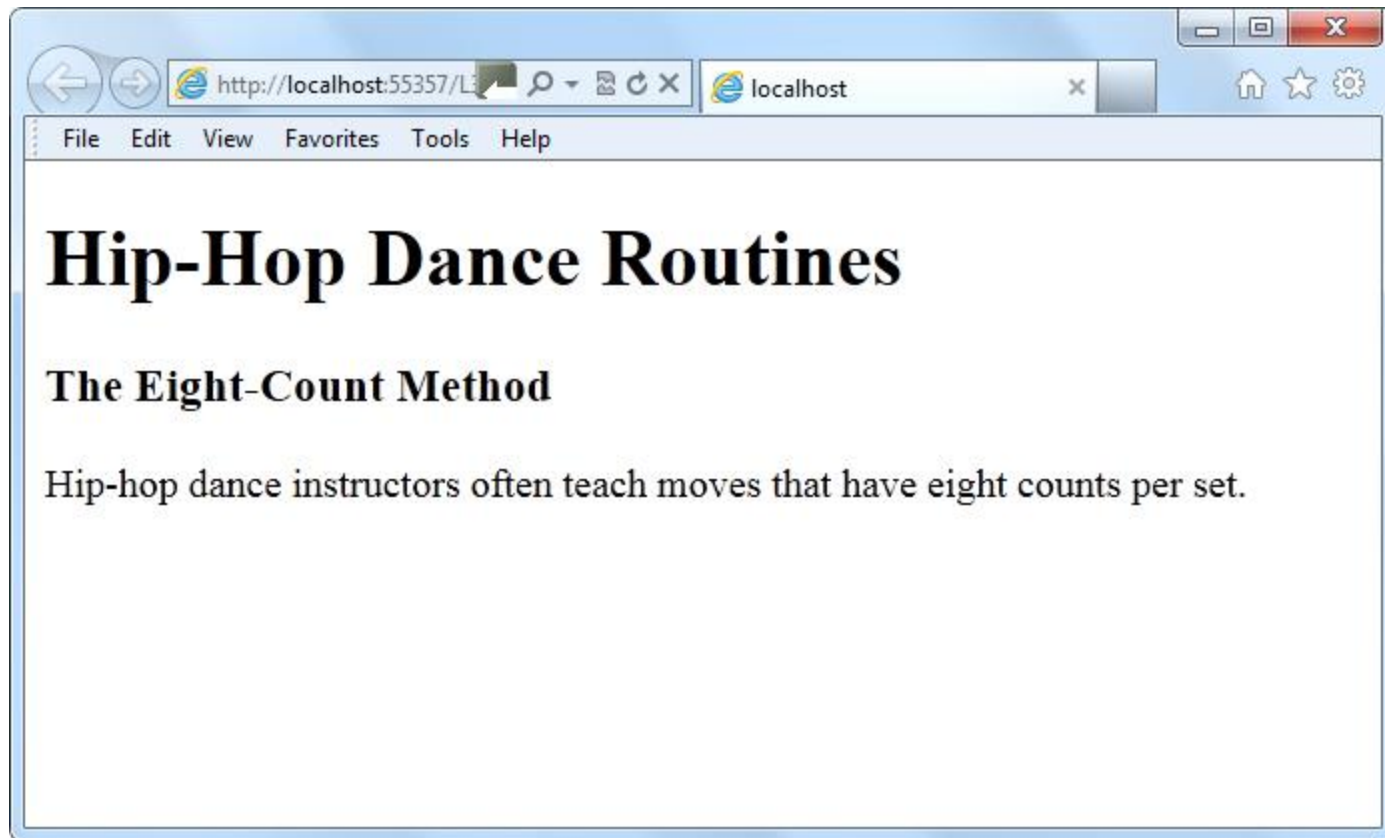 http://localhost:55357/L
localhost
File Edit View Favorites Tools Help
Hip-Hop Dance Routines
The Eight-Count Method
Hip-hop dance instructors often teach moves that have eight counts per set.